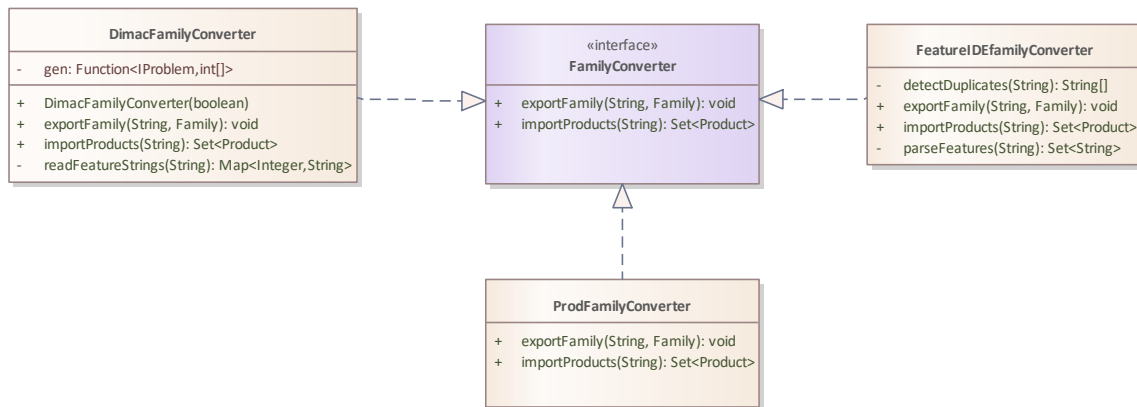 DimacFamilyConverter
- gen: Function<IProblem,int[]>
+ DimacFamilyConverter(boolean)
+ exportFamily(String, Family): void
+ importProducts(String): Set<Product>
- readFeatureStrings(String): Map<Integer,String>
«interface»
FamilyConverter
+ exportFamily(String, Family): void
+ importProducts(String): Set<Product>
FeatureIDEfamilyConverter
- detectDuplicates(String): String[]
+ exportFamily(String, Family): void
+ importProducts(String): Set<Product>
- parseFeatures(String): Set<String>
ProdFamilyConverter
+ exportFamily(String, Family): void
+ importProducts(String): Set<Product>